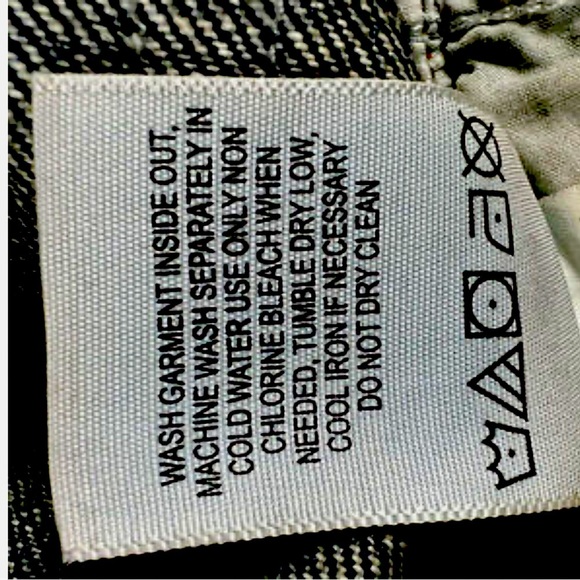 WASH GARMENT INSIDE OUT,
MACHINE WASH SEPARATELY IN
COLD WATER USE ONLY NON
CHLORINE BLEACH WHEN
NEEDED, TUMBLE DRY LOW,
COOL IRON IF NECESSARY
DO NOT DRY CLEAN